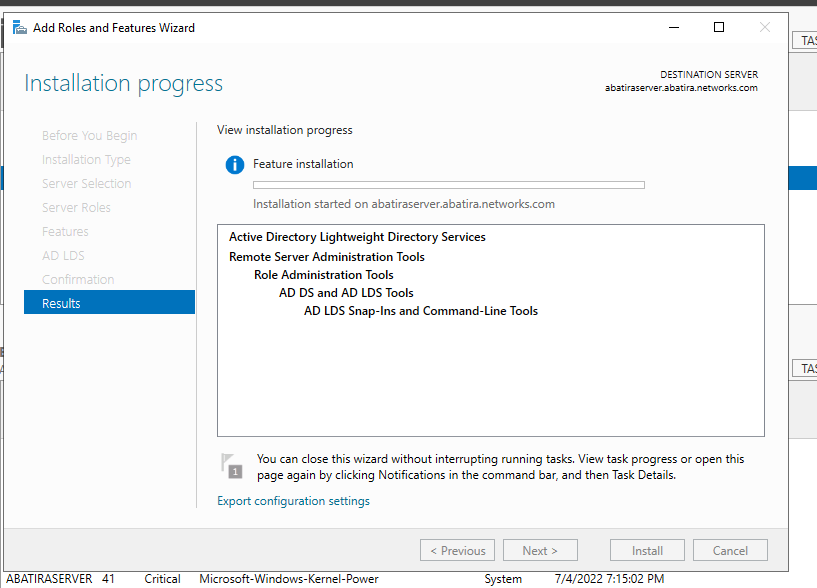 Add Roles and Features Wizard
TAS
Installation progress
DESTINATION SERVER
abatiraserver.abatira.networks.com
Before You Begin
Installation Type
Server Selection
Server Roles
Features
AD LDS
Confirmation
Results
View installation progress
Feature installation
Installation started on abatiraserver.abatira.networks.com
Active Directory Lightweight Directory Services
Remote Server Administration Tools
Role Administration Tools
AD DS and AD LDS Tools
AD LDS Snap-Ins and Command-Line Tools
TAS
1
You can close this wizard without interrupting running tasks. View task progress or open this
page again by clicking Notifications in the command bar, and then Task Details.
Export configuration settings
< Previous
Next >
Install
Cancel
ABATIRASERVER 41 Critical Microsoft-Windows-Kernel-Power System 7/4/2022 7:15:02 PM